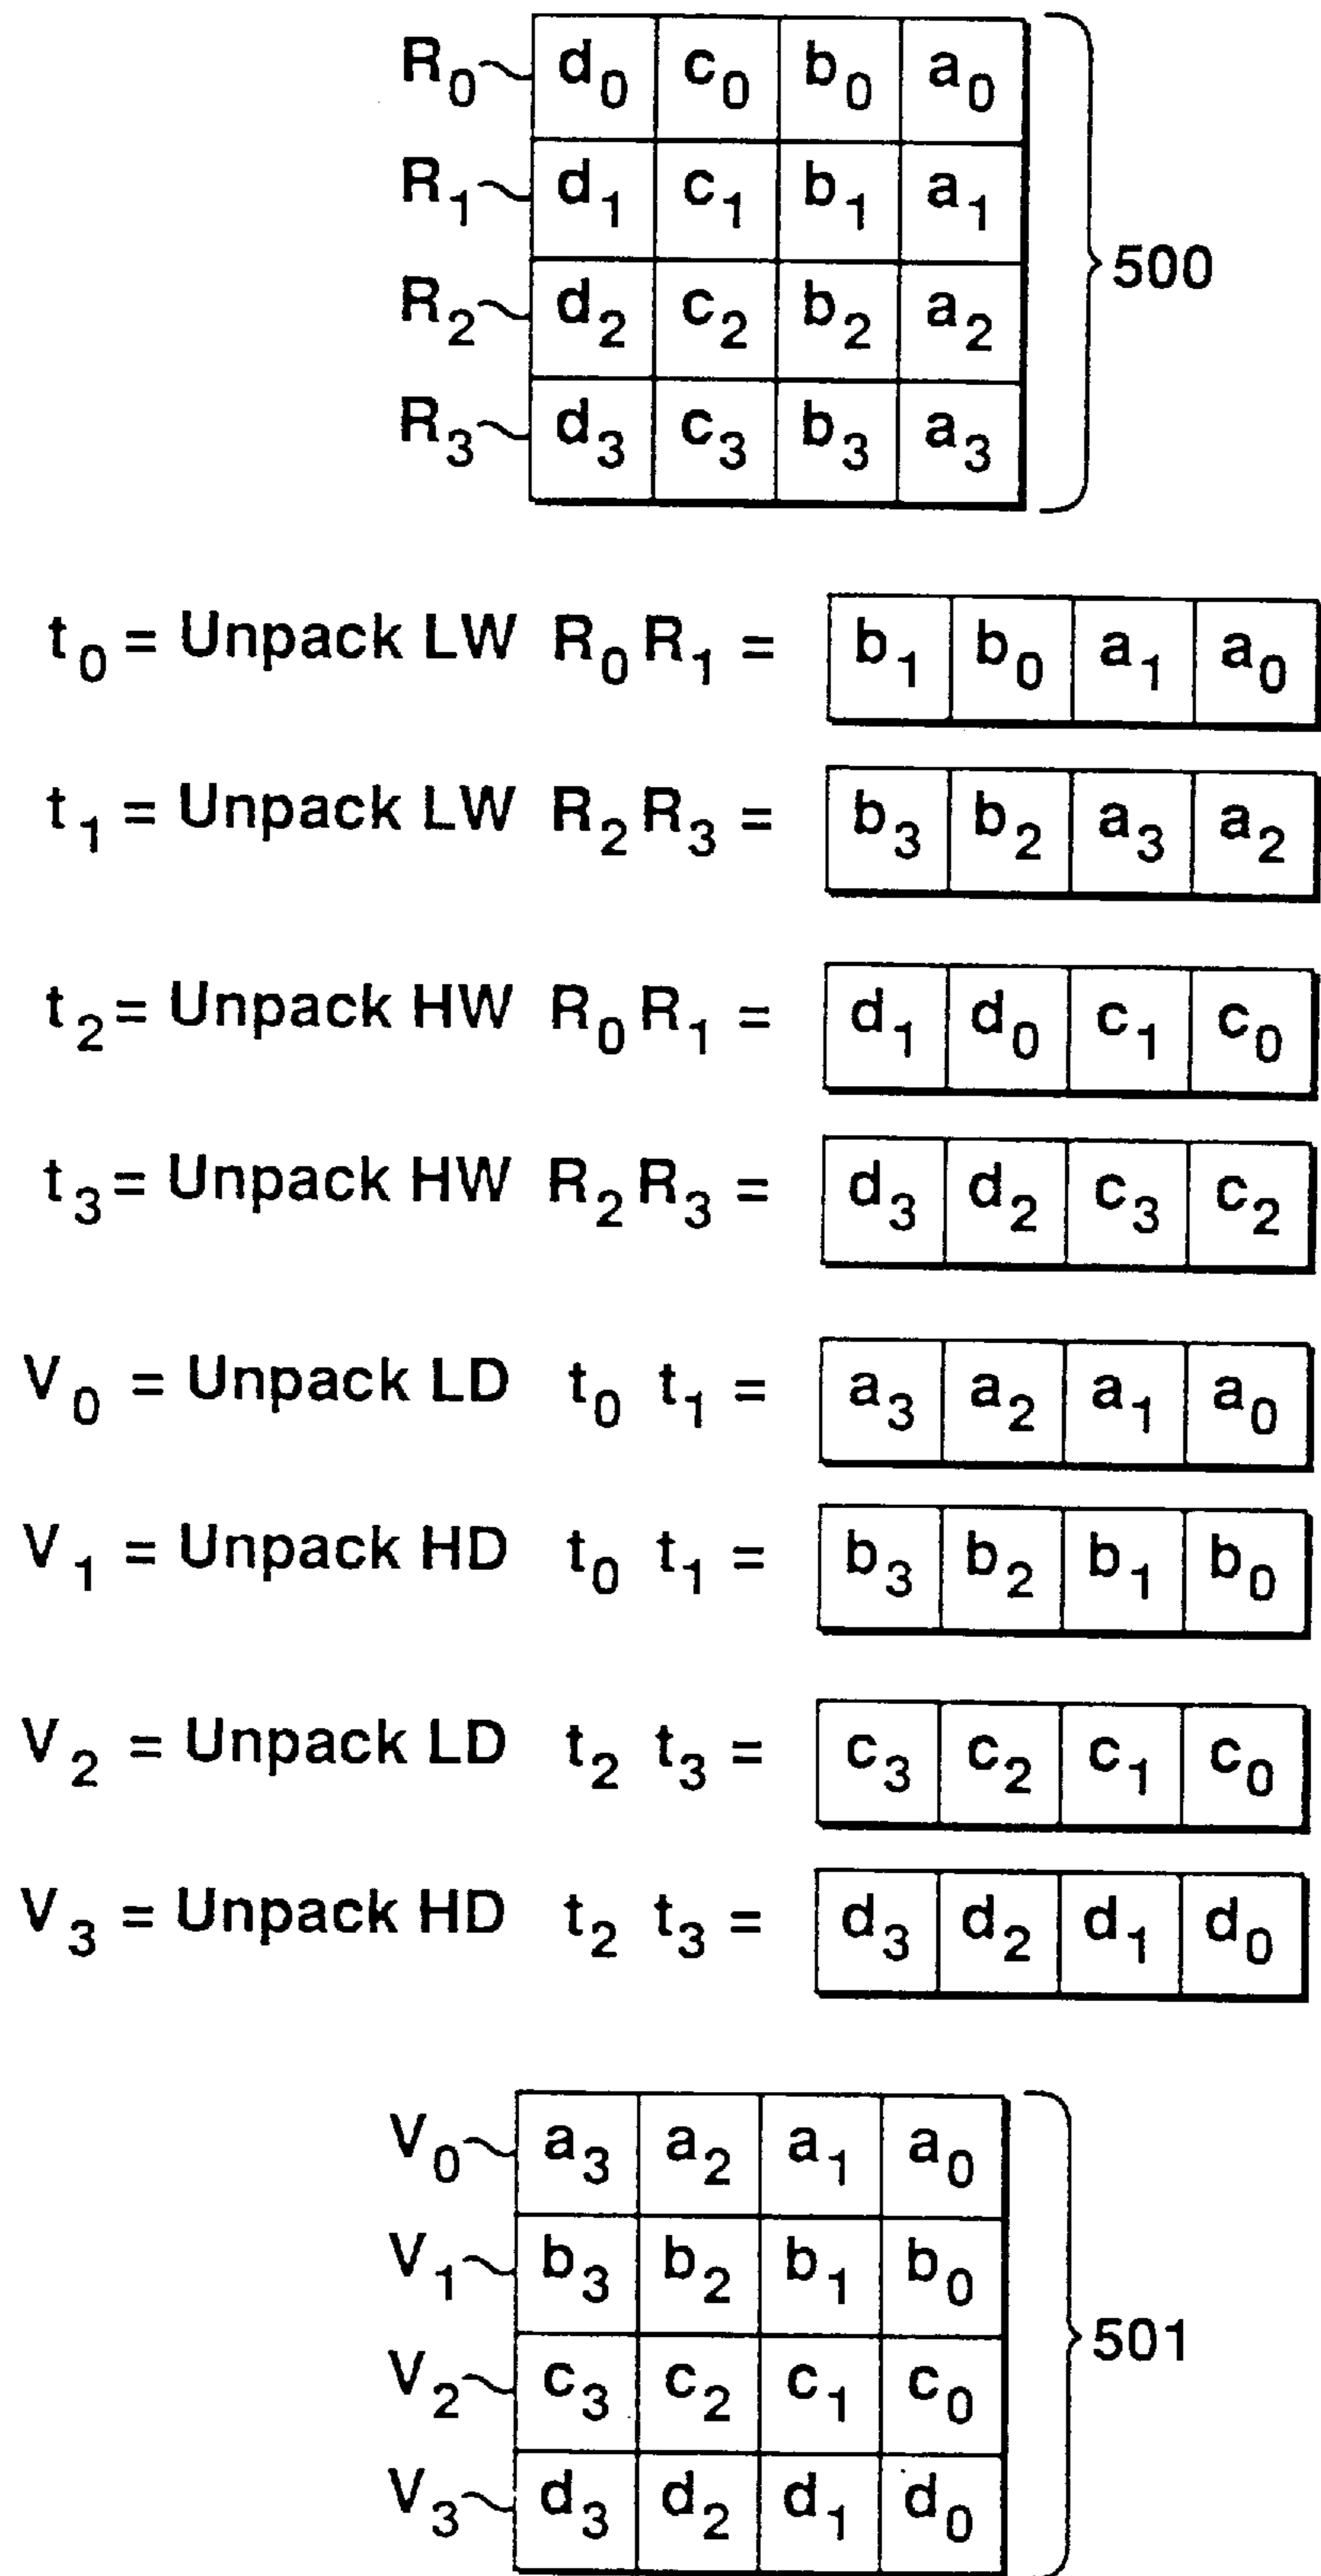 R₀ d₀ c₀ b₀ a₀
R₁ d₁ c₁ b₁ a₁
500
R₂ d₂ c₂ b₂ a₂
R₃ d₃ c₃ b₃ a₃
t₀ = Unpack LW R₀ R₁ = b₁ b₀ a₁ a₀
t₁ = Unpack LW R₂ R₃ = b₃ b₂ a₃ a₂
t₂ = Unpack HW R₀ R₁ = d₁ d₀ c₁ c₀
t₃ = Unpack HW R₂ R₃ = d₃ d₂ c₃ c₂
V₀ = Unpack LD t₀ t₁ = a₃ a₂ a₁ a₀
V₁ = Unpack HD t₀ t₁ = b₃ b₂ b₁ b₀
V₂ = Unpack LD t₂ t₃ = c₃ c₂ c₁ c₀
V₃ = Unpack HD t₂ t₃ = d₃ d₂ d₁ d₀
V₀ a₃ a₂ a₁ a₀
V₁ b₃ b₂ b₁ b₀
501
V₂ c₃ c₂ c₁ c₀
V₃ d₃ d₂ d₁ d₀